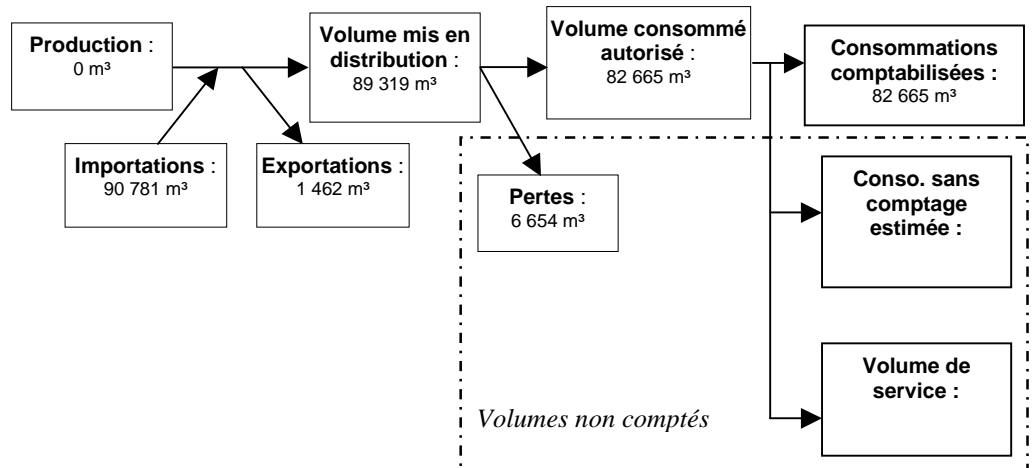 Production :
0 m³
Volume mis en
distribution :
89 319 m³
Volume consommé
autorisé :
82 665 m³
Consommations
comptabilisées :
82 665 m³
Importations :
90 781 m³
Exportations :
1 462 m³
Pertes :
6 654 m³
Conso. sans
comptage
estimée :
Volume de
service :
Volumes non comptés